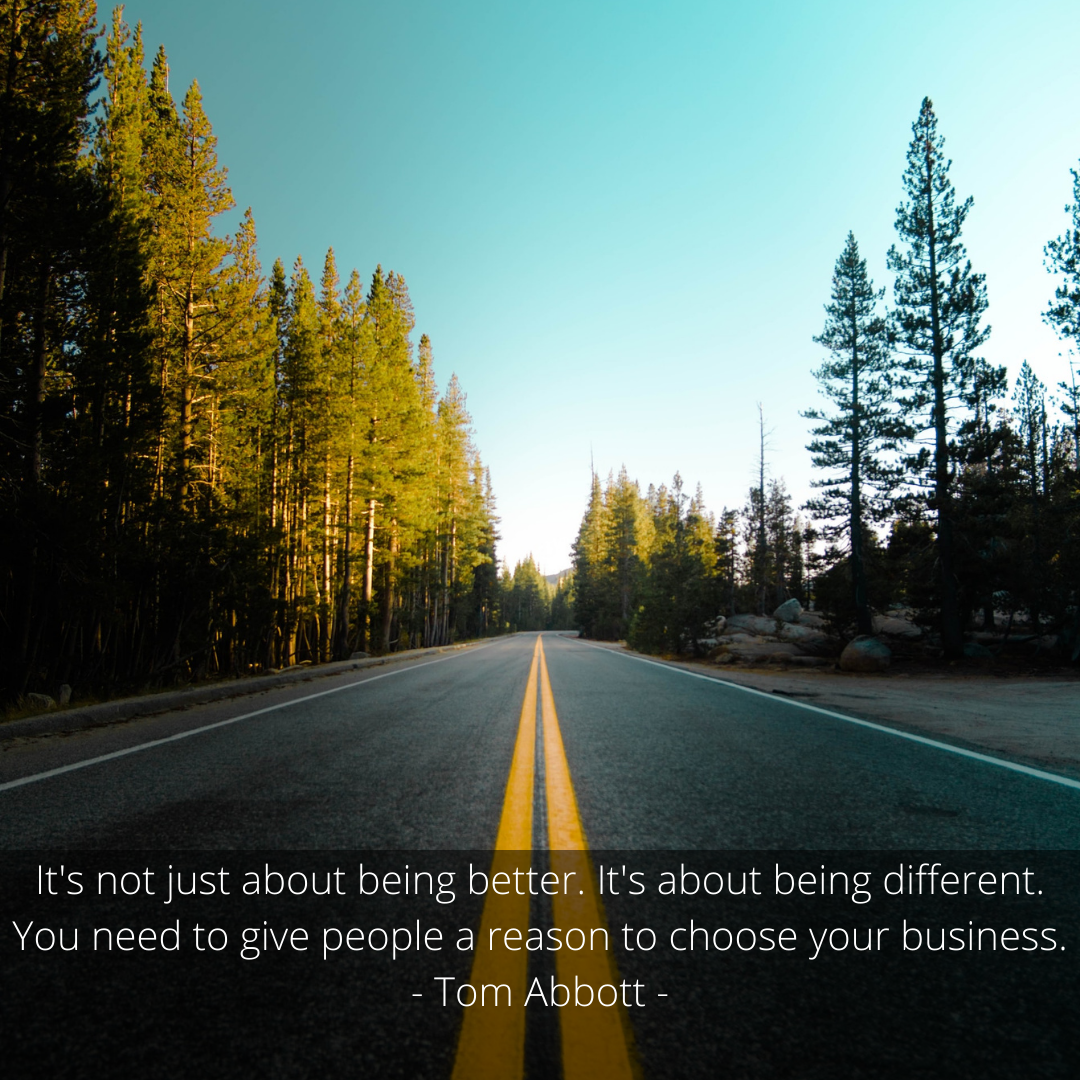 It's not just about being better. It's about being different.
You need to give people a reason to choose your business.
- Tom Abbott -